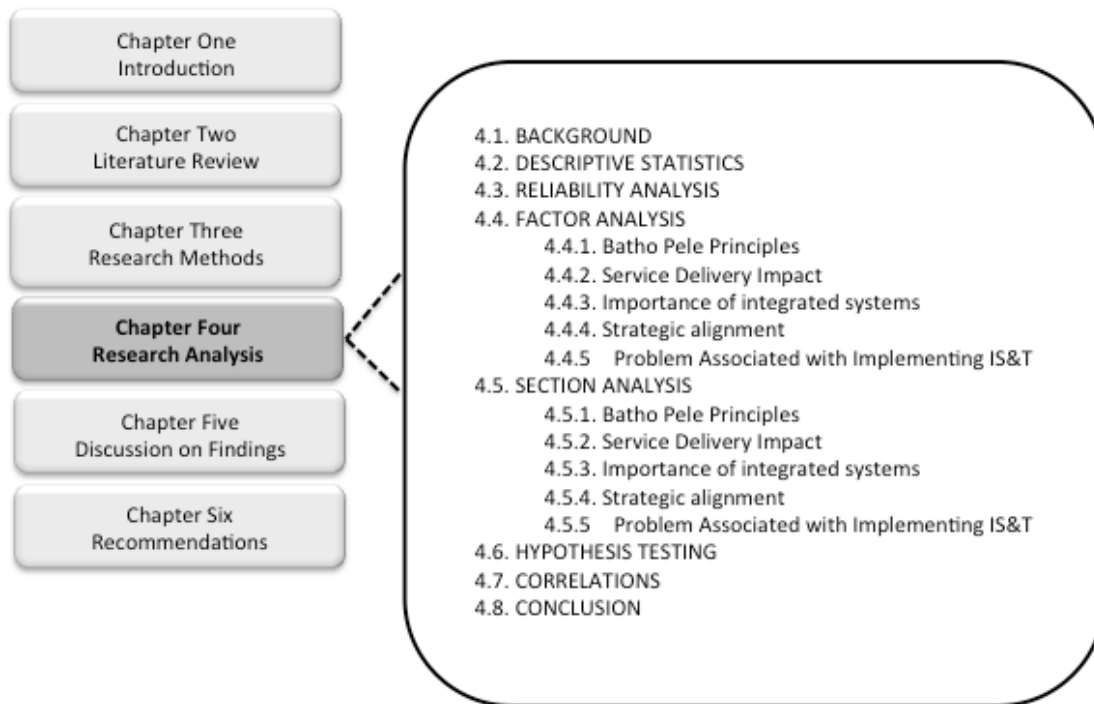 Chapter One
Introduction
Chapter Two
Literature Review
Chapter Three
Research Methods
Chapter Four
Research Analysis
Chapter Five
Discussion on Findings
Chapter Six
Recommendations
4.1. BACKGROUND
4.2. DESCRIPTIVE STATISTICS
4.3. RELIABILITY ANALYSIS
4.4. FACTOR ANALYSIS
4.4.1. Batho Pele Principles
4.4.2. Service Delivery Impact
4.4.3. Importance of integrated systems
4.4.4. Strategic alignment
4.4.5 Problem Associated with Implementing IS&T
4.5. SECTION ANALYSIS
4.5.1. Batho Pele Principles
4.5.2. Service Delivery Impact
4.5.3. Importance of integrated systems
4.5.4. Strategic alignment
4.5.5 Problem Associated with Implementing IS&T
4.6. HYPOTHESIS TESTING
4.7. CORRELATIONS
4.8. CONCLUSION